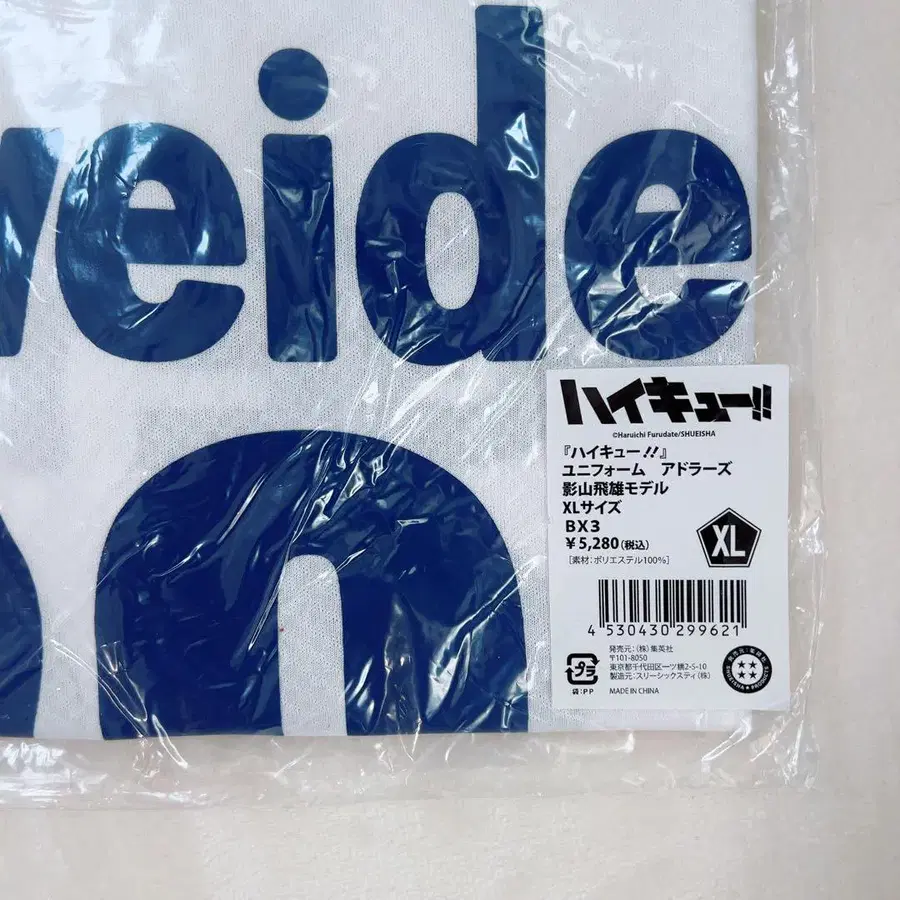 weide
ハイキュー!!
©Haruichi Furudate/SHUEISHA
『ハイキュー!!』
ユニフォーム　アドラーズ
影山飛雄モデル
XLサイズ
BX3
¥5,280(税込)
[素材:ポリエステル100%]
XL
4 530430 299621
発売元:(株)集英社
〒101-8050
東京都千代田区一ツ橋2-5-10
製造元:スリーシックスティ(株)
プラ
袋:PP
MADE IN CHINA